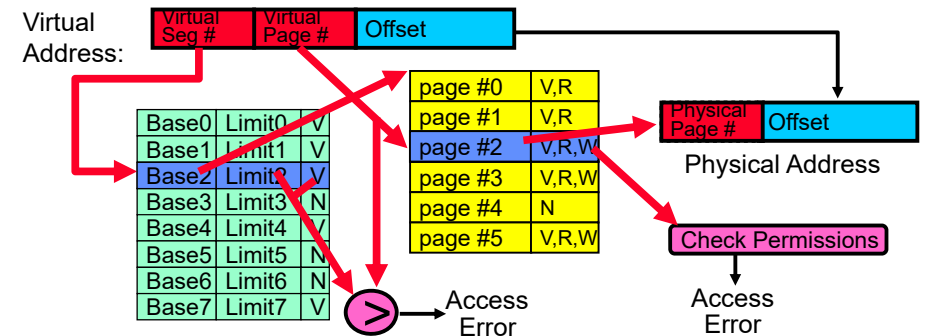 Virtual
Address:
Virtual
Seg #
Virtual
Page #
Offset
Base0 Limit0 V
Base1 Limit1 V
Base2 Limit2 V
Base3 Limit3 N
Base4 Limit4 V
Base5 Limit5 N
Base6 Limit6 N
Base7 Limit7 V
page #0 V,R
page #1 V,R
page #2 V,R,W
page #3 V,R,W
page #4 N
page #5 V,R,W
Physical
Page #
Offset
Physical Address
Check Permissions
>
Access
Error
Access
Error